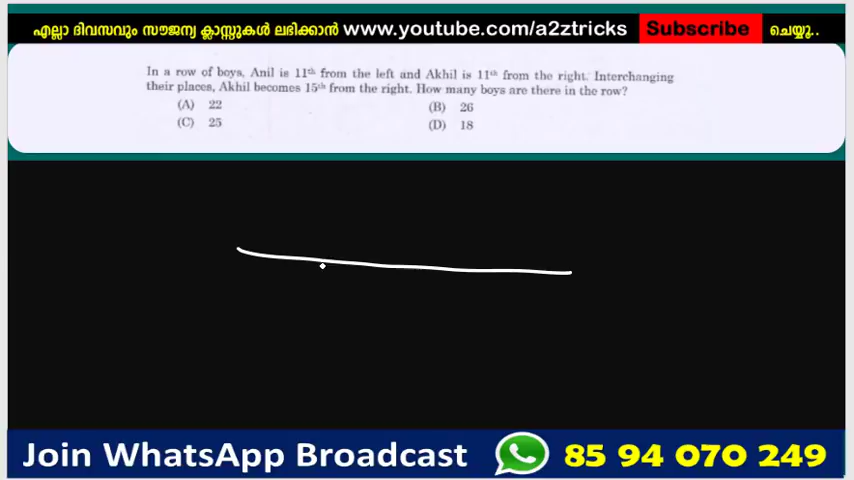 എല്ലാ ദിവസവും സൗജന്യ ക്ലാസ്സുകൾ ലഭിക്കാൻ www.youtube.com/a2ztricks Subscribe ചെയ്യൂ..
In a row of boys, Anil is 11th from the left and Akhil is 11th from the right. Interchanging
their places, Akhil becomes 15th from the right. How many boys are there in the row?
(A) 22 (B) 26
(C) 25 (D) 18
Join WhatsApp Broadcast 85 94 070 249